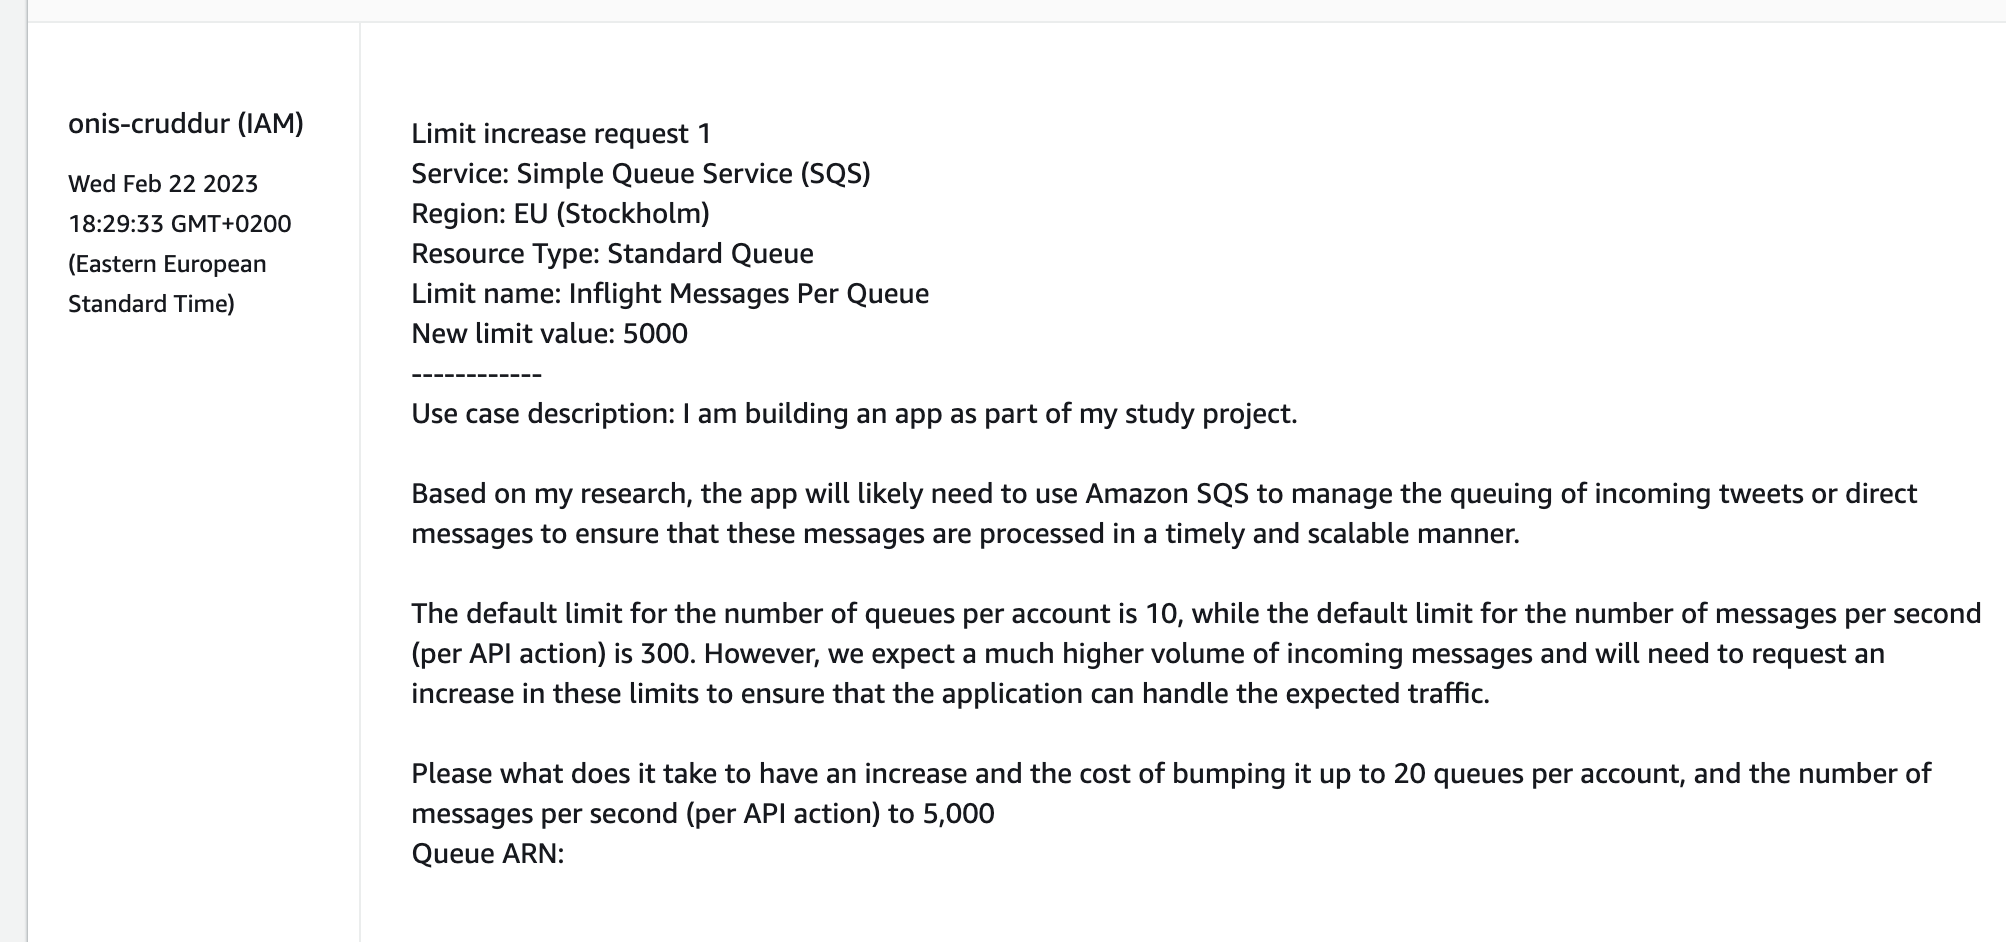 onis-cruddur (IAM)
Wed Feb 22 2023
18:29:33 GMT+0200
(Eastern European
Standard Time)
Limit increase request 1
Service: Simple Queue Service (SQS)
Region: EU (Stockholm)
Resource Type: Standard Queue
Limit name: Inflight Messages Per Queue
New limit value: 5000
------------
Use case description: I am building an app as part of my study project.
Based on my research, the app will likely need to use Amazon SQS to manage the queuing of incoming tweets or direct
messages to ensure that these messages are processed in a timely and scalable manner.
The default limit for the number of queues per account is 10, while the default limit for the number of messages per second
(per API action) is 300. However, we expect a much higher volume of incoming messages and will need to request an
increase in these limits to ensure that the application can handle the expected traffic.
Please what does it take to have an increase and the cost of bumping it up to 20 queues per account, and the number of
messages per second (per API action) to 5,000
Queue ARN: